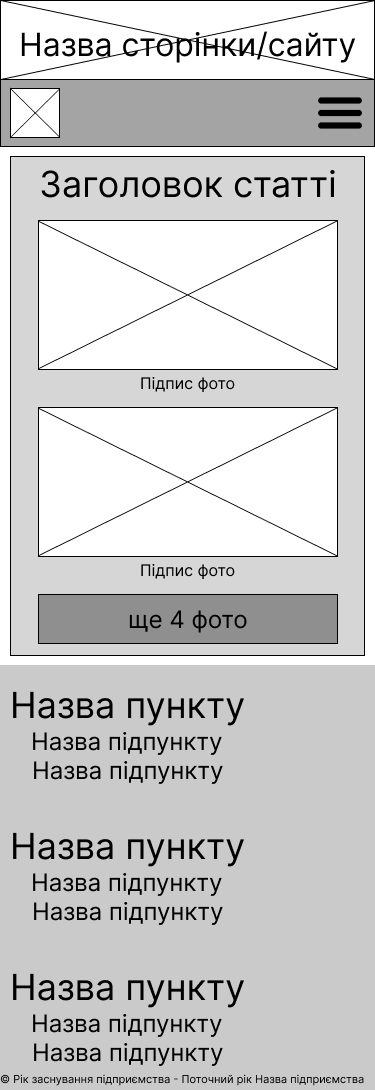 Назва сторінки/сайту
Заголовок статті
Підпис фото
Підпис фото
ще 4 фото
Назва пункту
Назва підпункту
Назва підпункту
Назва пункту
Назва підпункту
Назва підпункту
Назва пункту
Назва підпункту
Назва підпункту
© Рік заснування підприємства - Поточний рік Назва підприємства